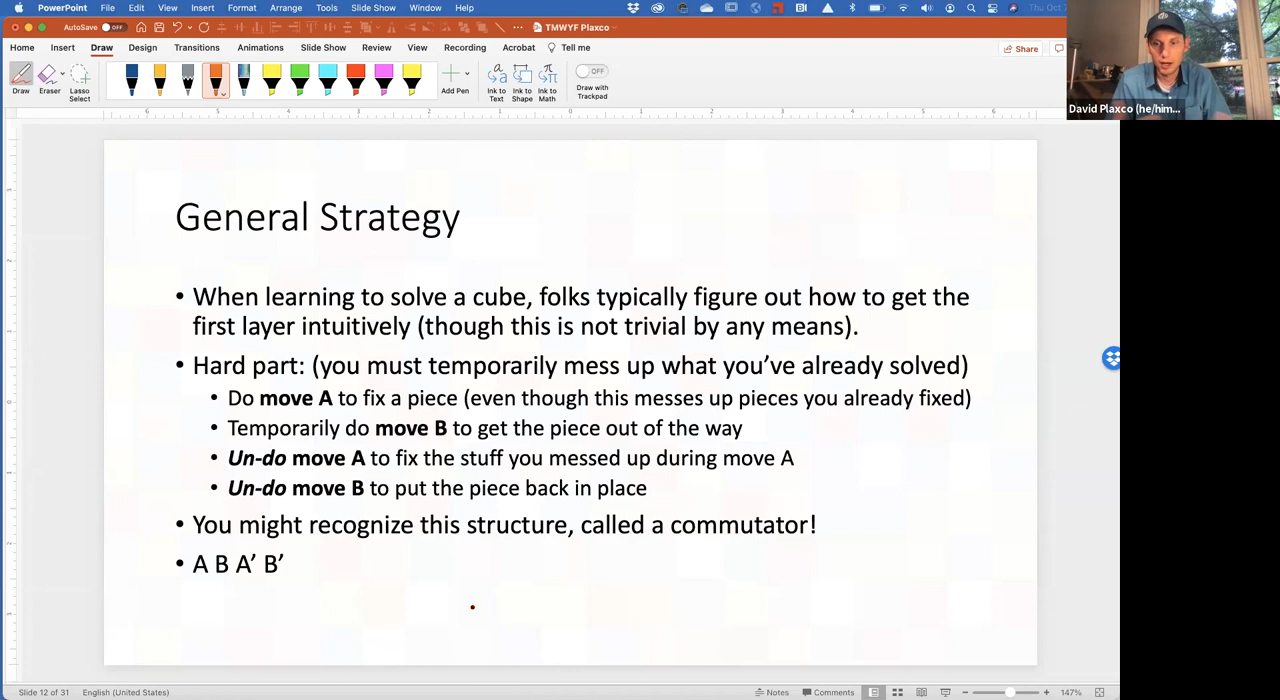 PowerPoint File Edit View Insert Format Arrange Tools Slide Show Window Help
AutoSave OFF TMWYF Plaxco
Home Insert Draw Design Transitions Animations Slide Show Review View Recording Acrobat Tell me Share
Draw Eraser Lasso Select Add Pen Ink to Text Ink to Shape Ink to Math OFF Draw with Trackpad
David Plaxco (he/him...
General Strategy
• When learning to solve a cube, folks typically figure out how to get the
first layer intuitively (though this is not trivial by any means).
• Hard part: (you must temporarily mess up what you’ve already solved)
• Do move A to fix a piece (even though this messes up pieces you already fixed)
• Temporarily do move B to get the piece out of the way
• Un-do move A to fix the stuff you messed up during move A
• Un-do move B to put the piece back in place
• You might recognize this structure, called a commutator!
• A B A’ B’
Slide 12 of 31 English (United States) Notes Comments 147%